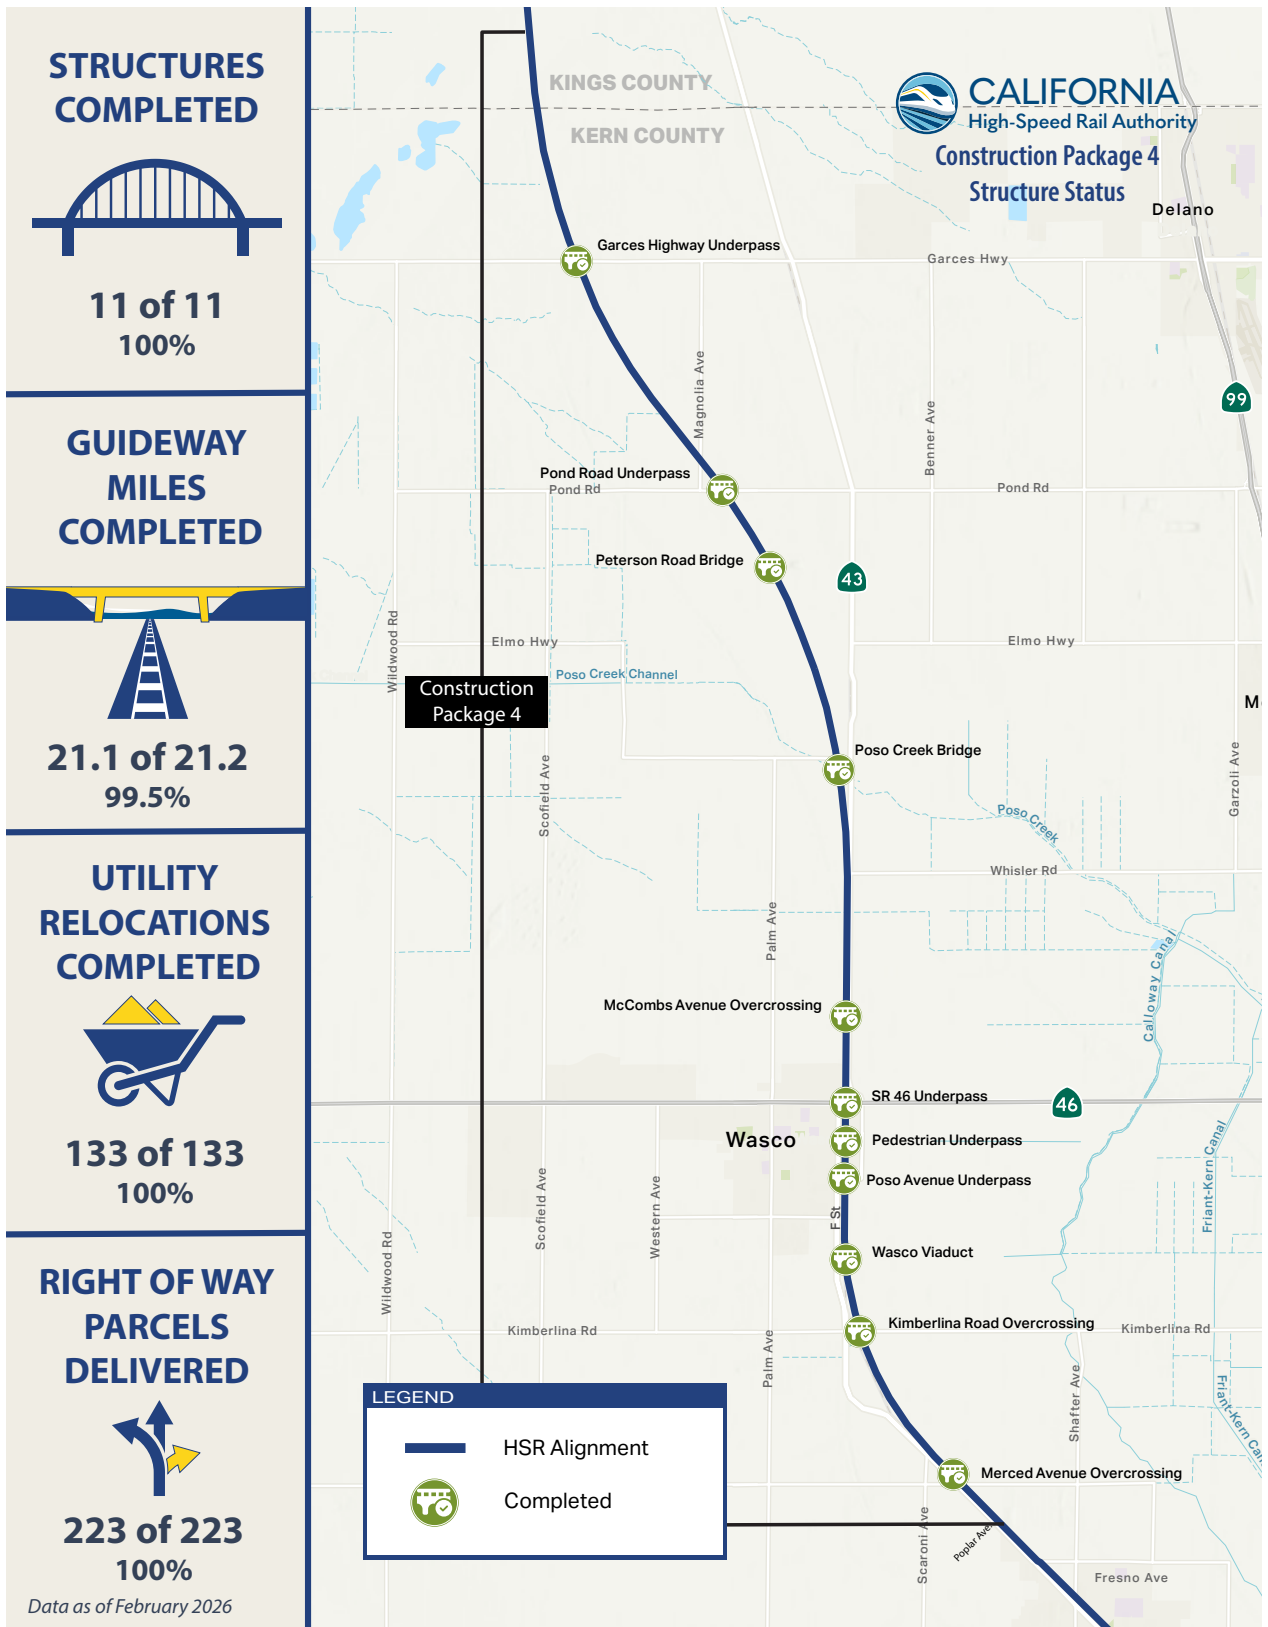 STRUCTURES
COMPLETED
11 of 11
100%
GUIDEWAY
MILES
COMPLETED
21.1 of 21.2
99.5%
UTILITY
RELOCATIONS
COMPLETED
133 of 133
100%
RIGHT OF WAY
PARCELS
DELIVERED
223 of 223
100%
Data as of February 2026
KINGS COUNTY
KERN COUNTY
CALIFORNIA
High-Speed Rail Authority
Construction Package 4
Structure Status
Delano
Garces Highway Underpass
Garces Hwy
Magnolia Ave
Benner Ave
99
Pond Road Underpass
Pond Rd
Pond Rd
Peterson Road Bridge
43
Wildwood Rd
Elmo Hwy
Elmo Hwy
Poso Creek Channel
Construction
Package 4
Mc
Poso Creek Bridge
Scofield Ave
Garzoli Ave
Poso Creek
Whisler Rd
Palm Ave
Calloway Canal
McCombs Avenue Overcrossing
SR 46 Underpass
46
Wasco
Pedestrian Underpass
Poso Avenue Underpass
Scofield Ave
Western Ave
F St
Friant-Kern Canal
Wasco Viaduct
Wildwood Rd
Kimberlina Road Overcrossing
Kimberlina Rd
Kimberlina Rd
Palm Ave
Shafter Ave
Friant-Kern Can
LEGEND
HSR Alignment
Completed
Merced Avenue Overcrossing
Scaroni Ave
Poplar Ave
Fresno Ave